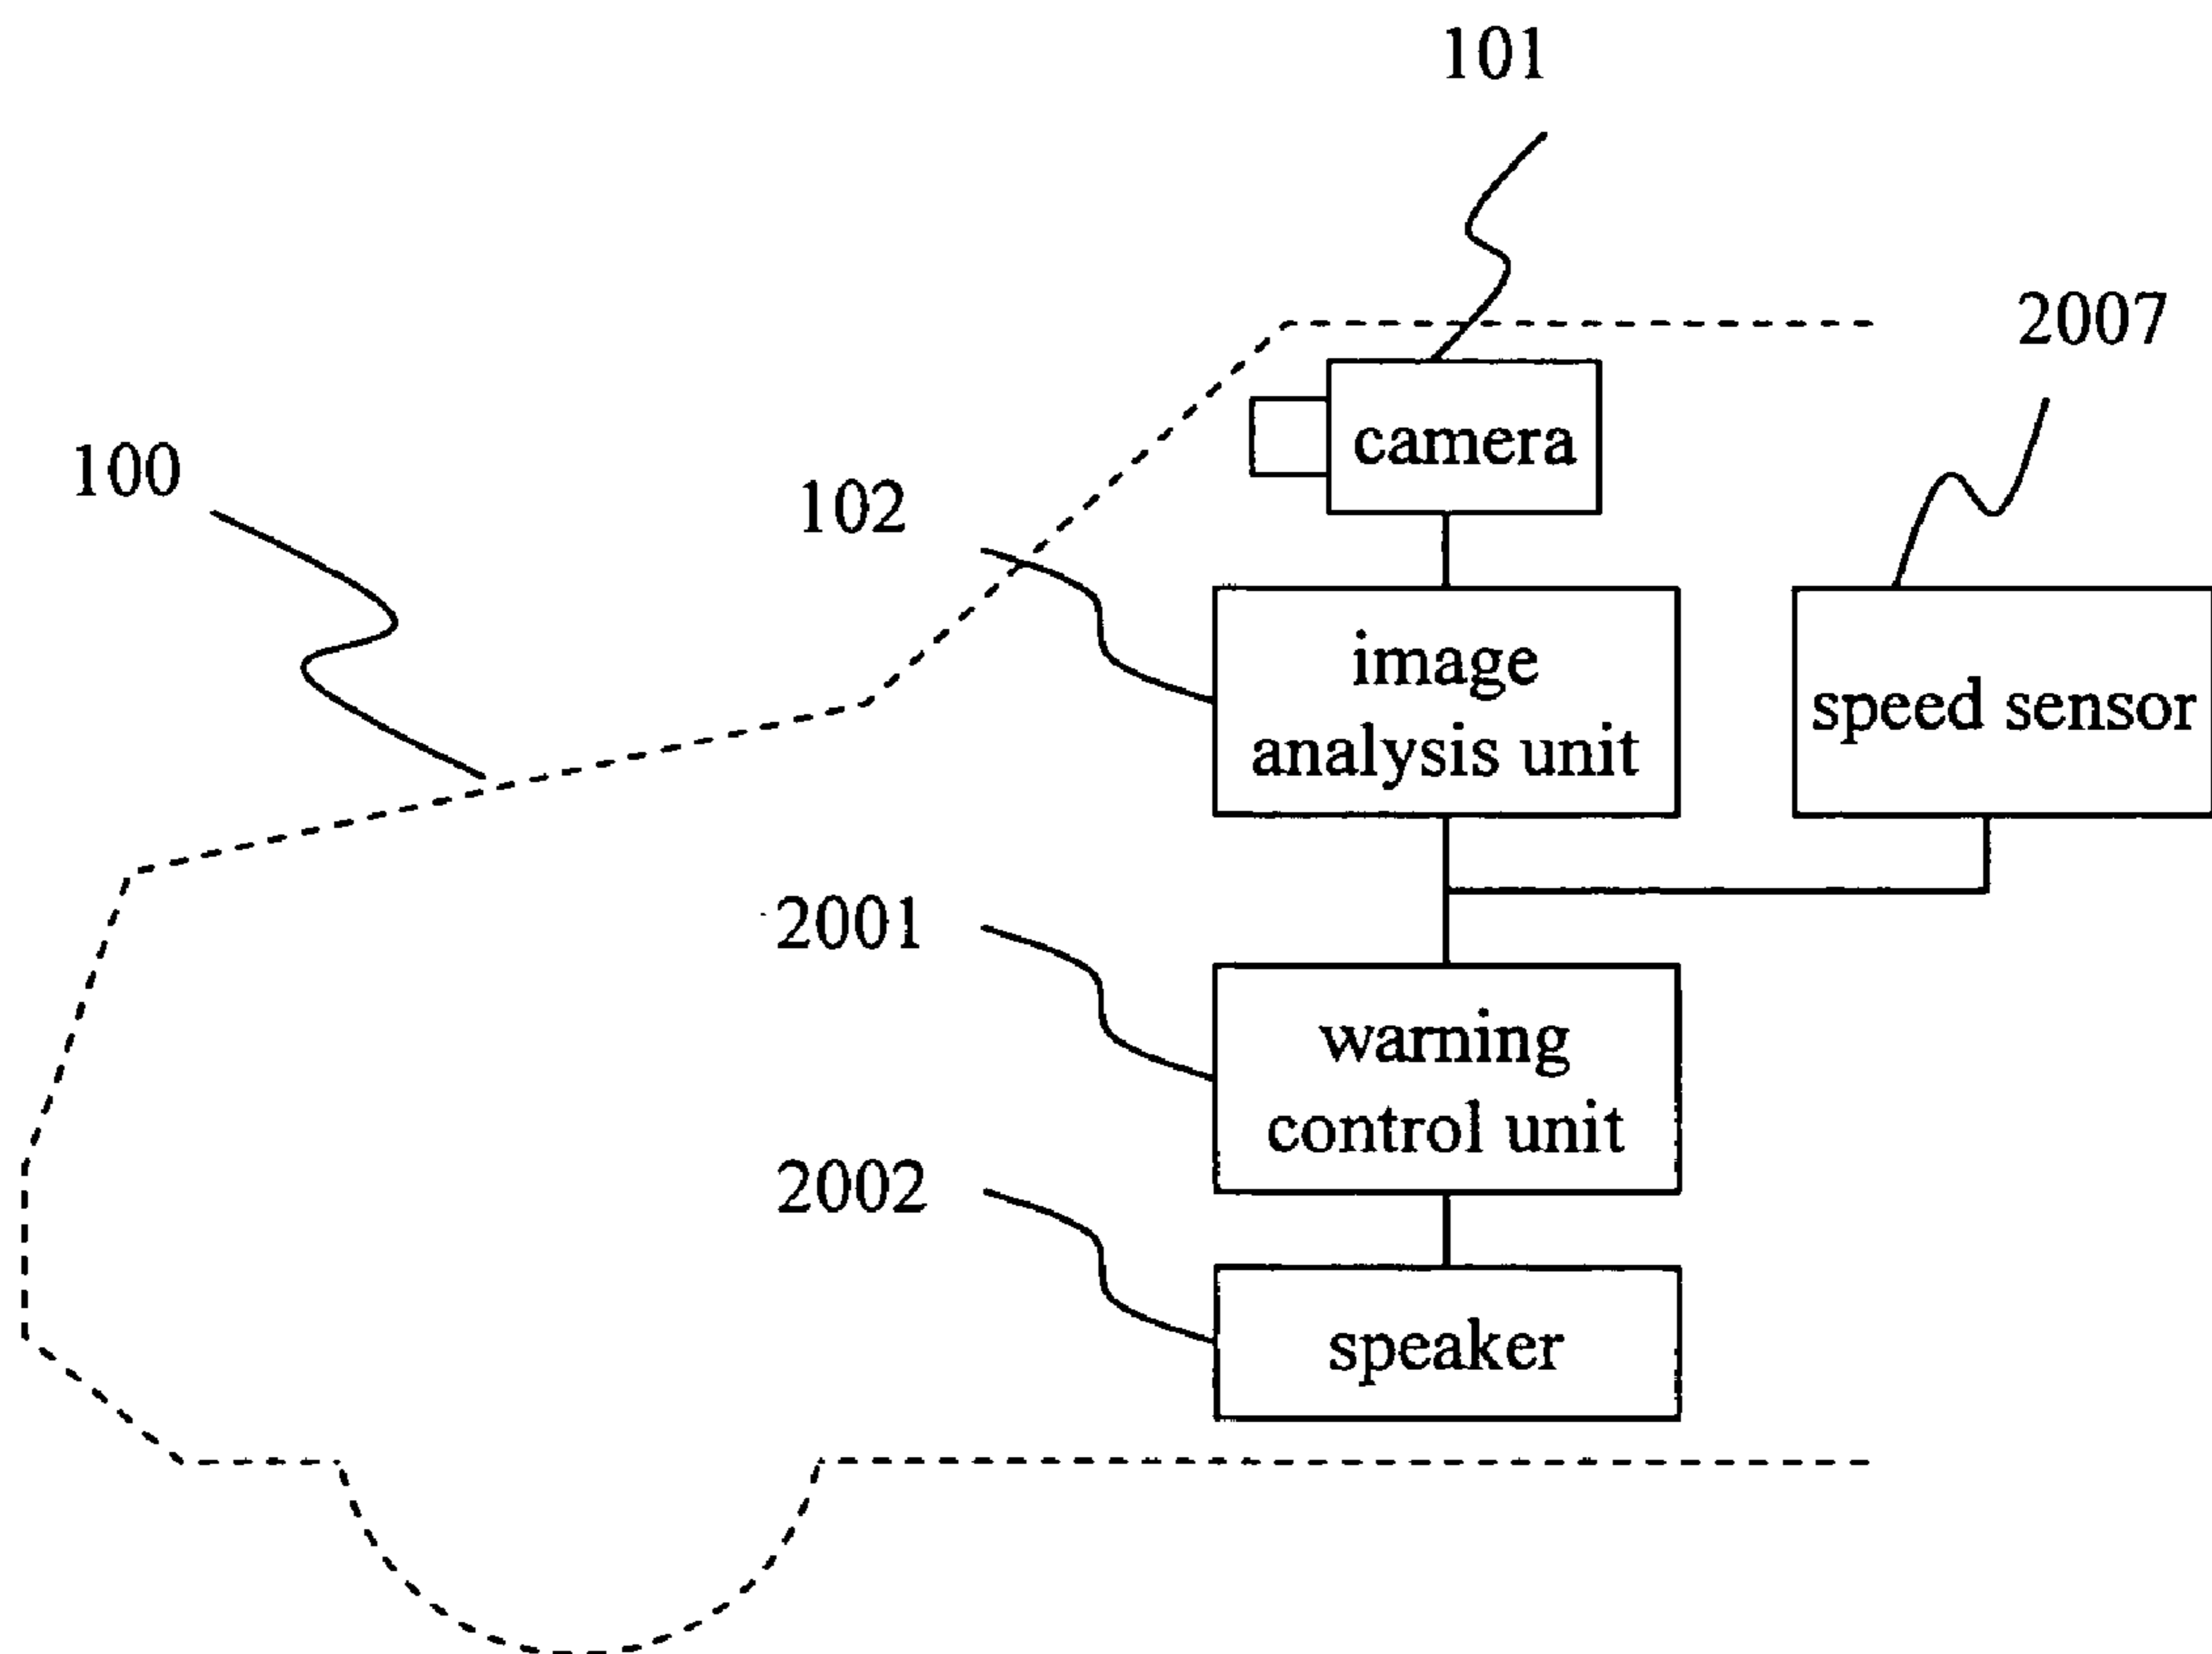 101
2007
100
camera
102
image
analysis unit
speed sensor
2001
warning
control unit
2002
speaker